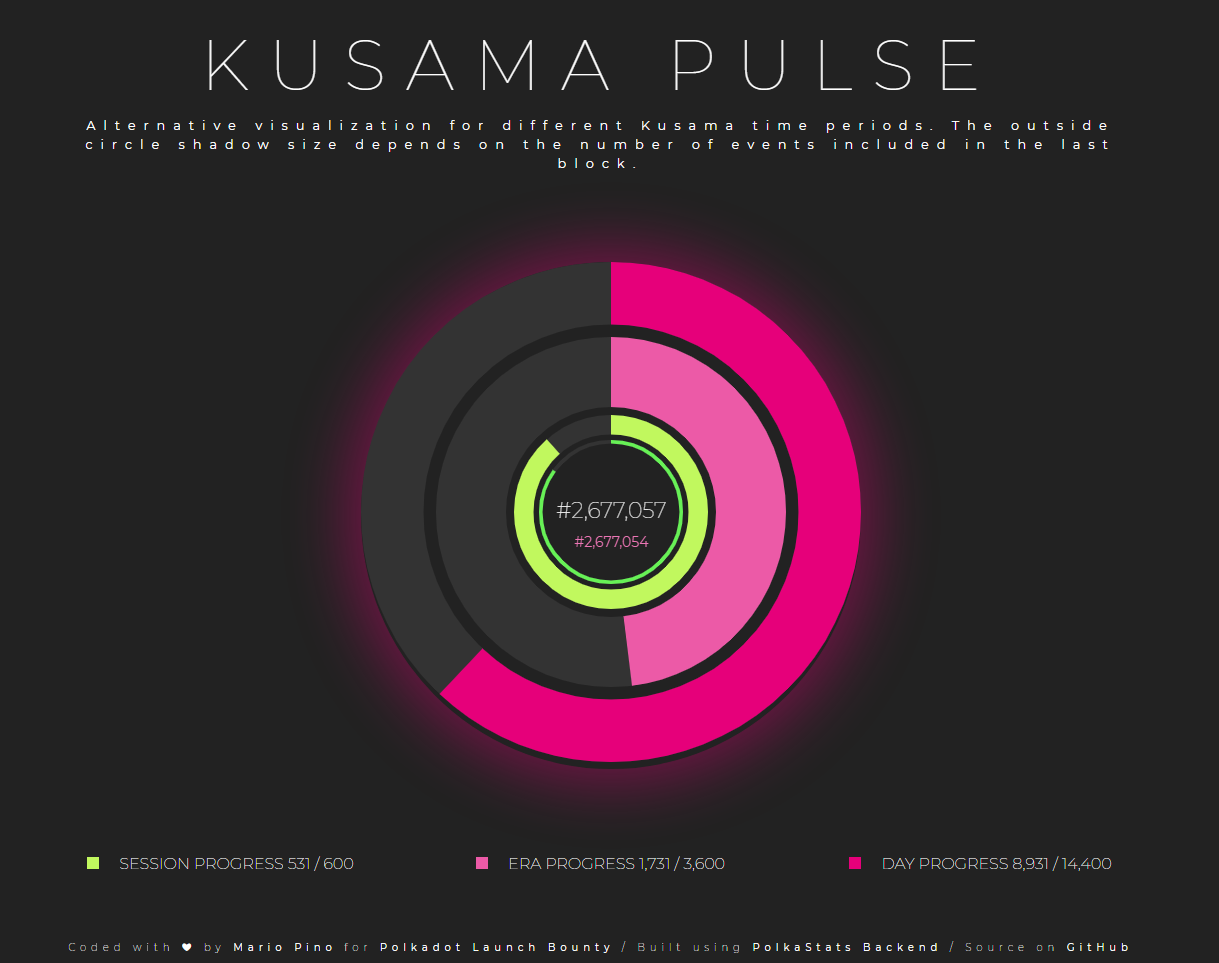 KUSAMA PULSE
Alternative visualization for different Kusama time periods. The outside
circle shadow size depends on the number of events included in the last
block.
#2,677,057
#2,677,054
SESSION PROGRESS 531 / 600
ERA PROGRESS 1,731 / 3,600
DAY PROGRESS 8,931 / 14,400
Coded with ♥ by Mario Pino for Polkadot Launch Bounty / Built using PolkaStats Backend / Source on GitHub